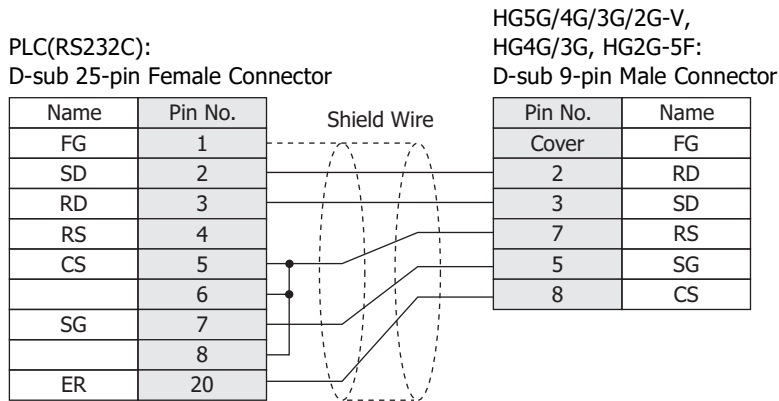 PLC(RS232C):
D-sub 25-pin Female Connector
HG5G/4G/3G/2G-V,
HG4G/3G, HG2G-5F:
D-sub 9-pin Male Connector
Name Pin No.
FG 1
SD 2
RD 3
RS 4
CS 5
6
SG 7
8
ER 20
Shield Wire
Pin No. Name
Cover FG
2 RD
3 SD
7 RS
5 SG
8 CS